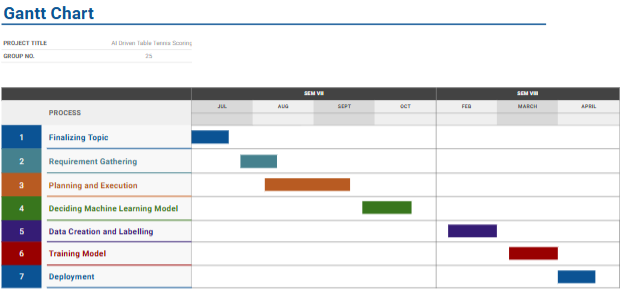 Gantt Chart
PROJECT TITLE AI Driven Table Tennis Scoring
GROUP NO. 25
SEM VII SEM VIII
PROCESS JUL AUG SEPT OCT FEB MARCH APRIL
1 Finalizing Topic
2 Requirement Gathering
3 Planning and Execution
4 Deciding Machine Learning Model
5 Data Creation and Labelling
6 Training Model
7 Deployment